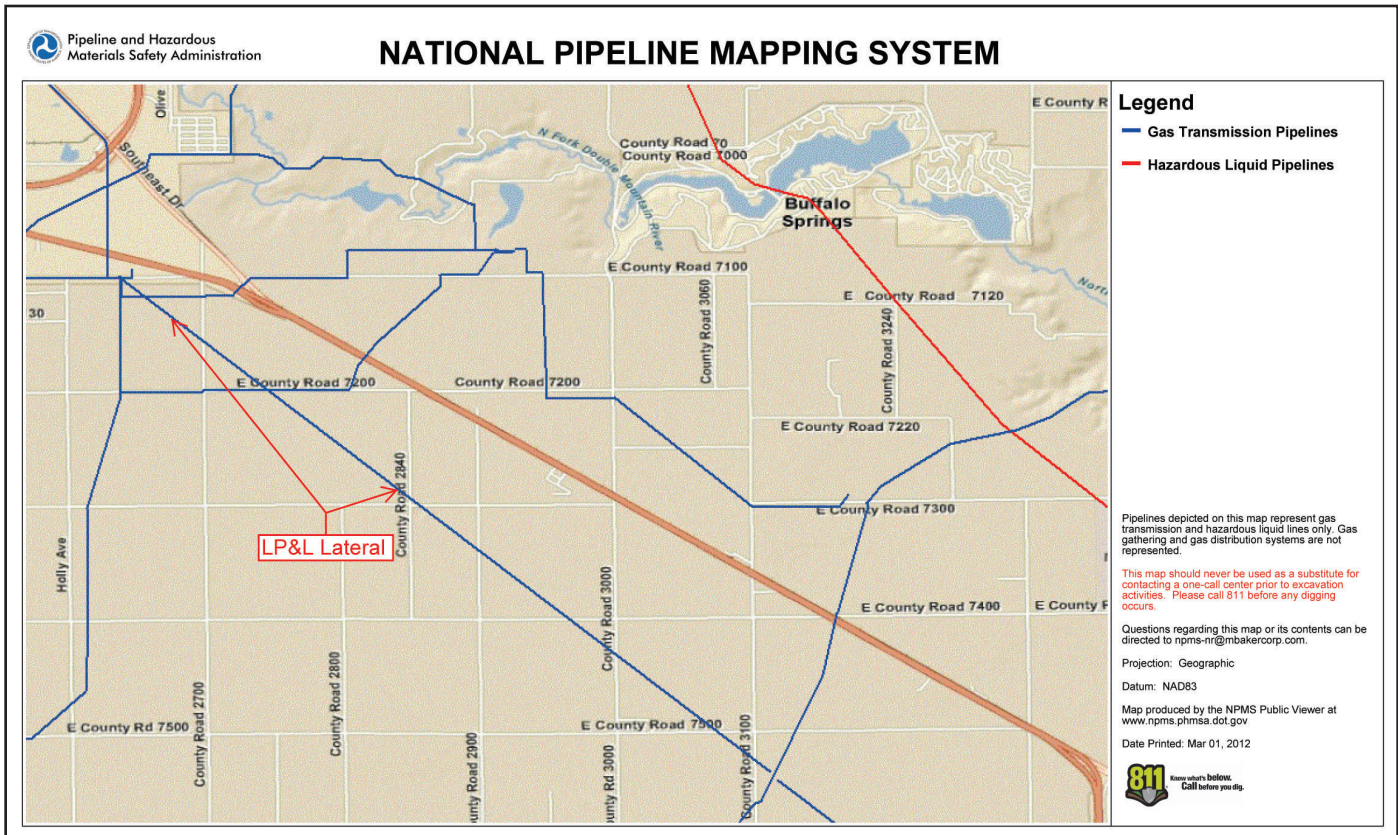 Pipeline and Hazardous
Materials Safety Administration
NATIONAL PIPELINE MAPPING SYSTEM
Olive
Southeast Dr
N Fork Double Mountain River
County Road 70
County Road 7000
E County R
Buffalo
Springs
E County Road 7100
County Road 3060
E County Road 7120
North
30
County Road 3240
E County Road 7200
County Road 7200
E County Road 7220
County Road 2840
E County Road 7300
LP&L Lateral
Holly Ave
County Road 3000
E County Road 7400
E County
County Road 2700
County Road 2800
E County Rd 7500
E County Road 7500
County Road 3100
unty Road 2900
unty Rd 3000
Legend
Gas Transmission Pipelines
Hazardous Liquid Pipelines
Pipelines depicted on this map represent gas
transmission and hazardous liquid lines only. Gas
gathering and gas distribution systems are not
represented.
This map should never be used as a substitute for
contacting a one-call center prior to excavation
activities. Please call 811 before any digging
occurs.
Questions regarding this map or its contents can be
directed to npms-nr@mbakercorp.com.
Projection: Geographic
Datum: NAD83
Map produced by the NPMS Public Viewer at
www.npms.phmsa.dot.gov
Date Printed: Mar 01, 2012
811
Know what's below.
Call before you dig.